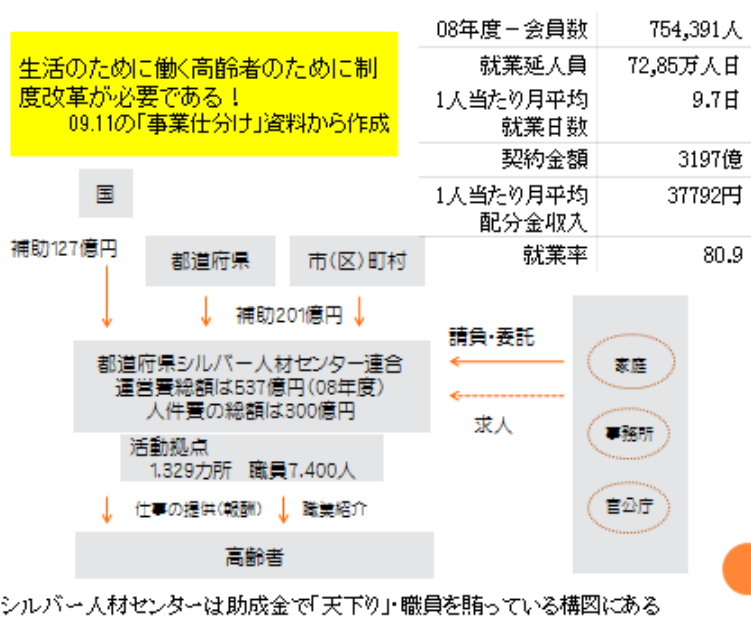 生活のために働く高齢者のために制
度改革が必要である！
09.11の「事業仕分け」資料から作成
08年度－会員数 754,391人
就業延人員 72,85万人日
1人当たり月平均 9.7日
就業日数
契約金額 3197億
1人当たり月平均 37792円
配分金収入
就業率 80.9
国
補助127億円
都道府県
市(区)町村
補助201億円
都道府県シルバー人材センター連合
運営費総額は537億円(08年度)
人件費の総額は300億円
活動拠点
1.329カ所 職員7.400人
請負・委託
求人
家庭
事務所
官公庁
仕事の提供(報酬)
職業紹介
高齢者
シルバー人材センターは助成金で「天下り」・職員を賄っている構図にある